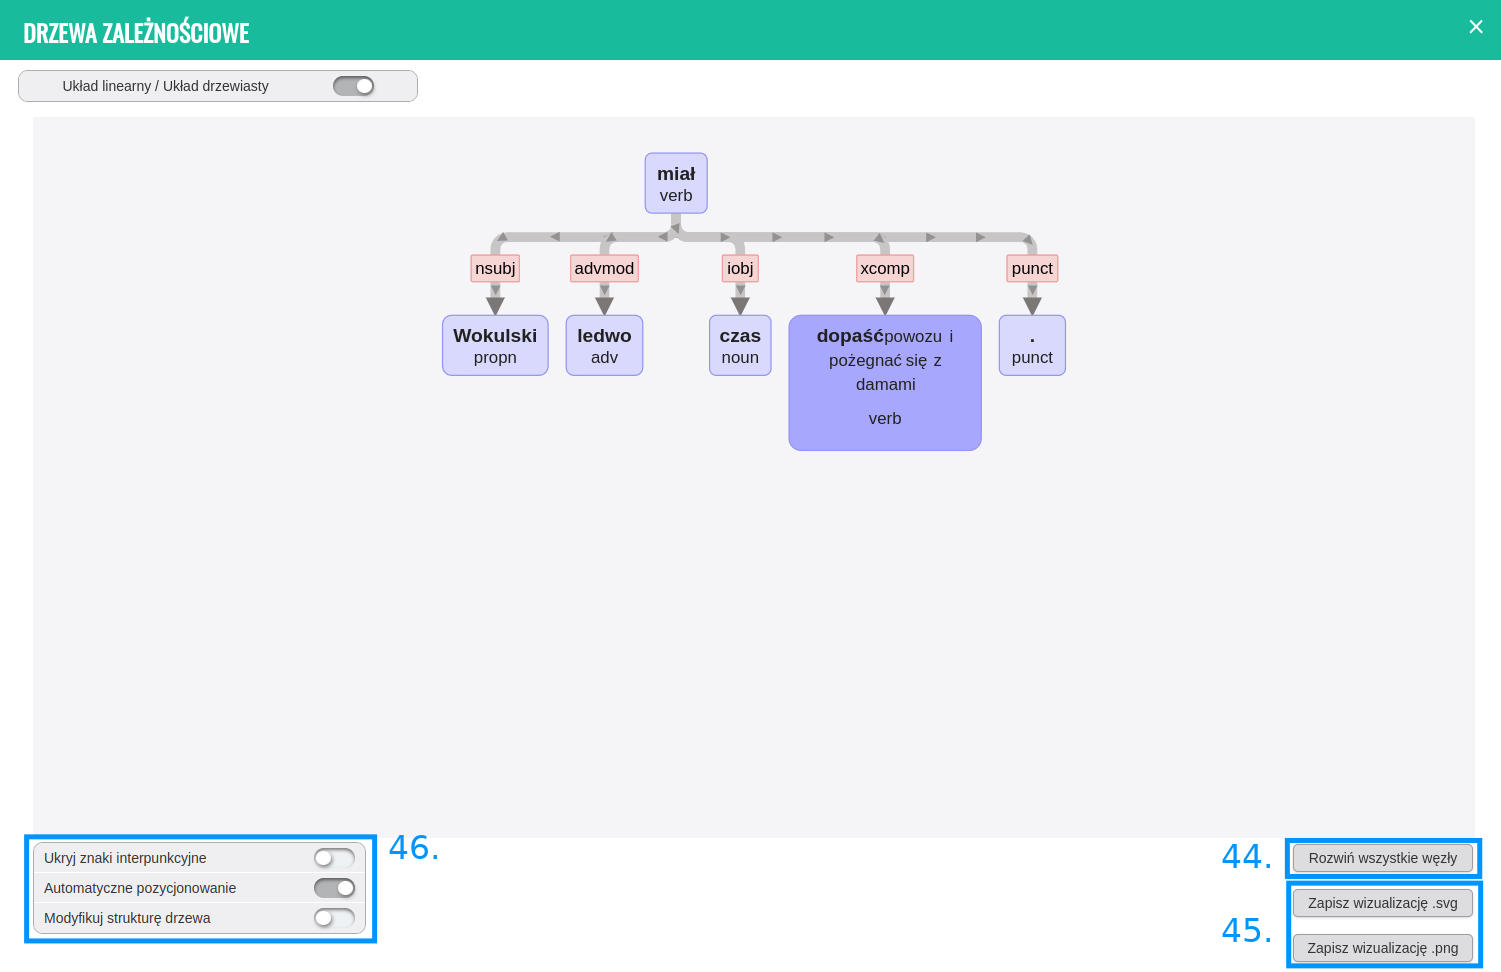 DRZEWA ZALEŻNOŚCIOWE
Układ linearny / Układ drzewiasty
miał
verb
nsubj
advmod
iobj
xcomp
punct
Wokulski
propn
ledwo
adv
czas
noun
dopaść powozu i
pożegnać się z
damami
verb
.
punct
46.
Ukryj znaki interpunkcyjne
Automatyczne pozycjonowanie
Modyfikuj strukturę drzewa
44.
Rozwiń wszystkie węzły
45.
Zapisz wizualizację .svg
Zapisz wizualizację .png